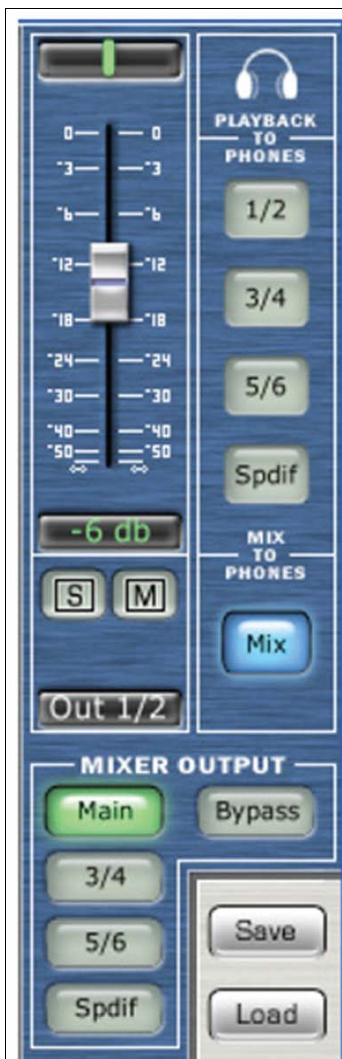 PLAYBACK
TO
PHONES
0 0
-3 -3
-6 -6
-12 -12
-18 -18
-24 -24
-30 -30
-40 -40
-50 -50
∞ ∞
1/2
3/4
5/6
Spdif
-6 db
MIX
TO
PHONES
S M
Mix
Out 1/2
MIXER OUTPUT
Main Bypass
3/4
5/6
Spdif
Save
Load